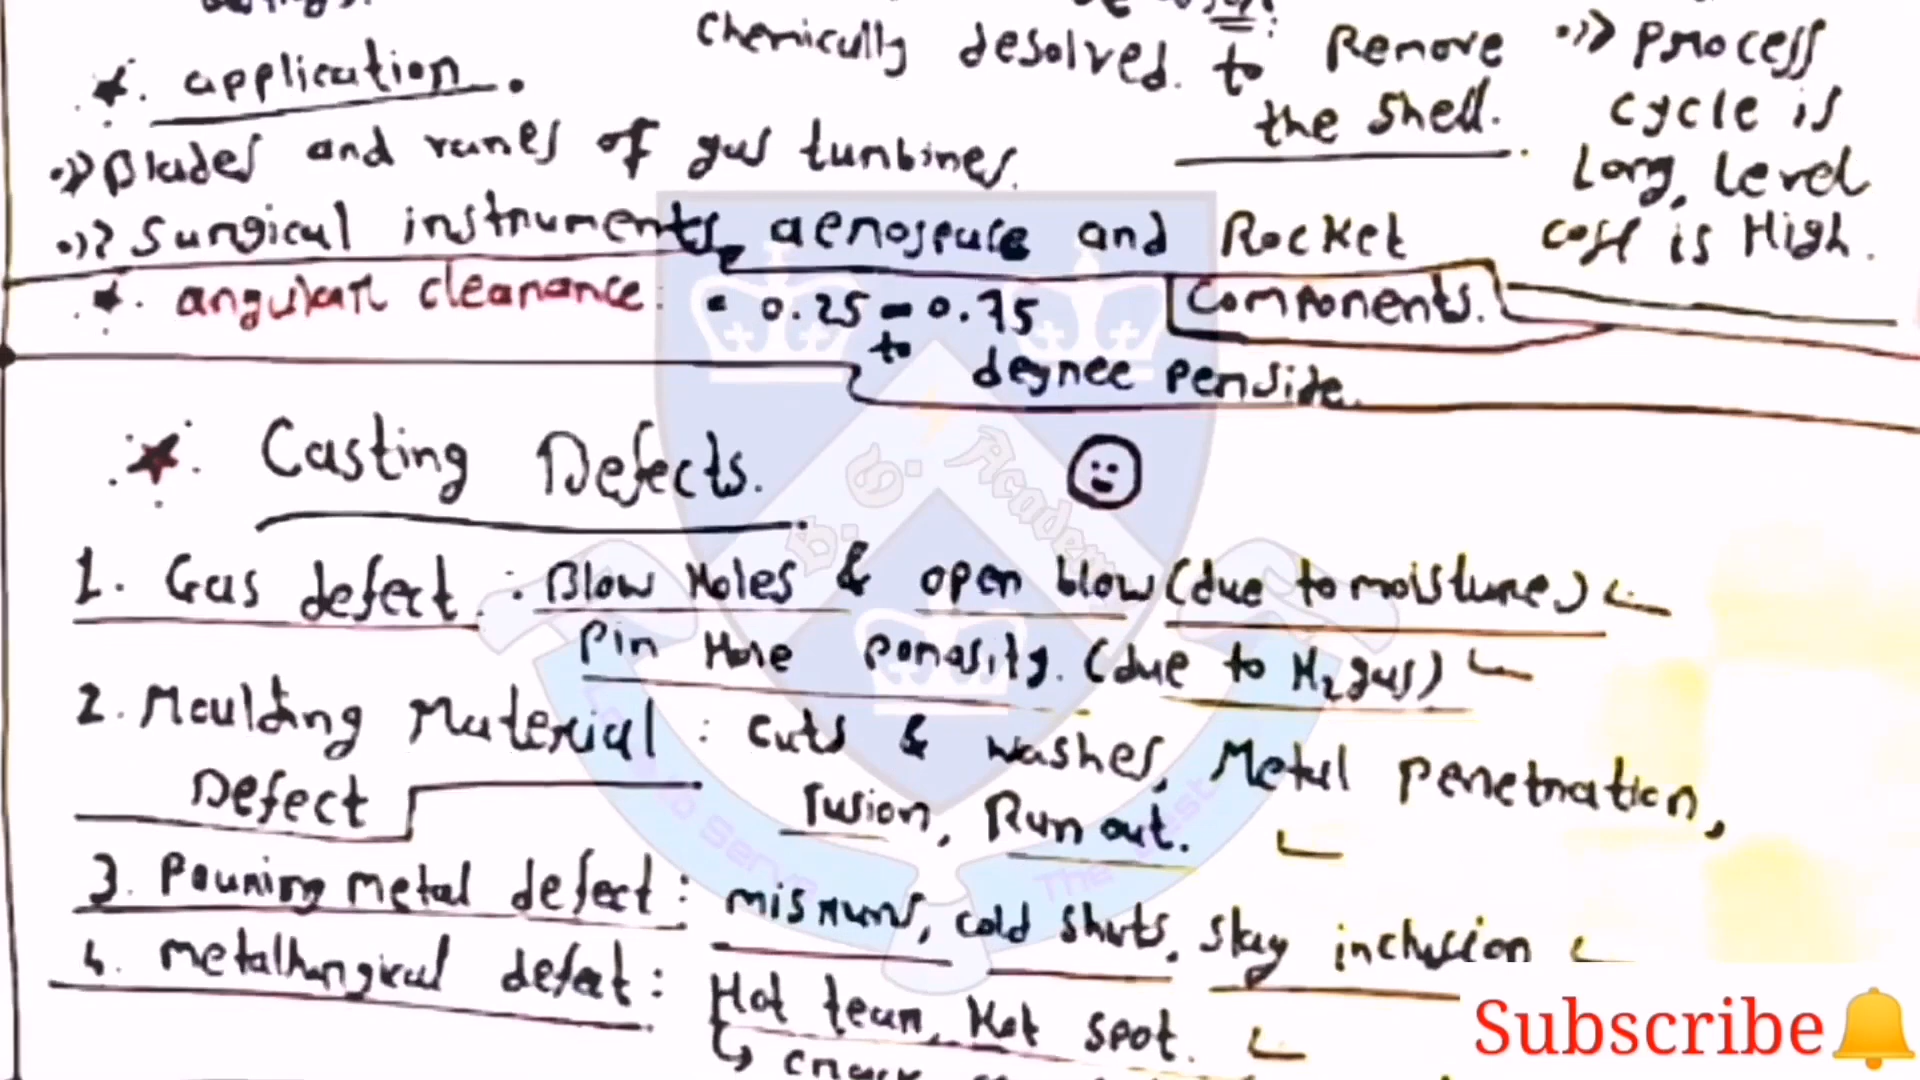 Chemically desolved. to Remove
the shell.
.:» process
cycle is
long, level
cost is High.
application.
.:» Blades and vanes of gas turbines.
.:» Surgical instruments, aerospace and Rocket
Components.
angular clearance: = 0.25 - 0.75
to degree perside.
Casting Defects.
1. Gas defect : Blow Holes & open blow (due to moisture)
Pin Hole porosity. (due to H2 gas)
2. Moulding Material : cuts & washes, Metal penetration,
Defect
fusion, Run out.
3. Pouring metal defect : misruns, cold shuts, slag inclusion
4. metallurgical defect : Hot tear, Hot spot.
↳ crack
B. S. Academy
Subscribe